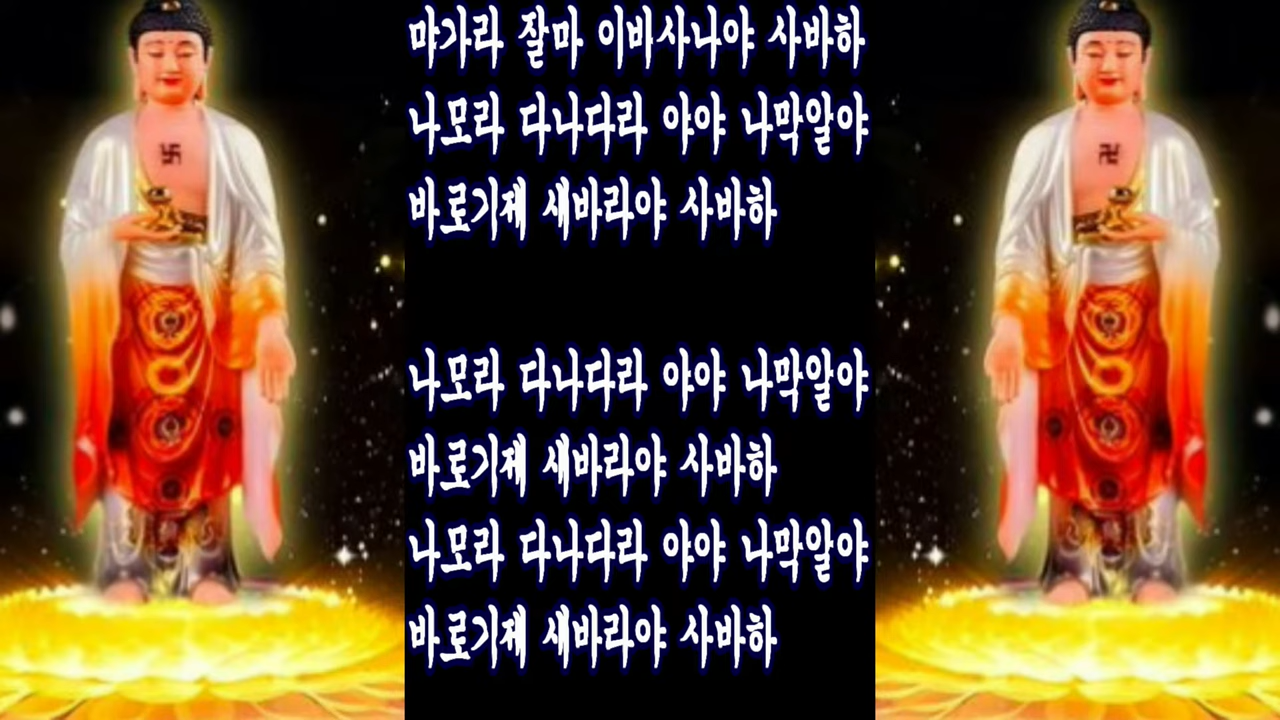 마가라 잘마 이바사니야 사바하
나모라 다나다라 야야 나막알야
바로기제 새바라야 사바하
나모라 다나다라 야야 나막알야
바로기제 새바라야 사바하
나모라 다나다라 야야 나막알야
바로기제 새바라야 사바하